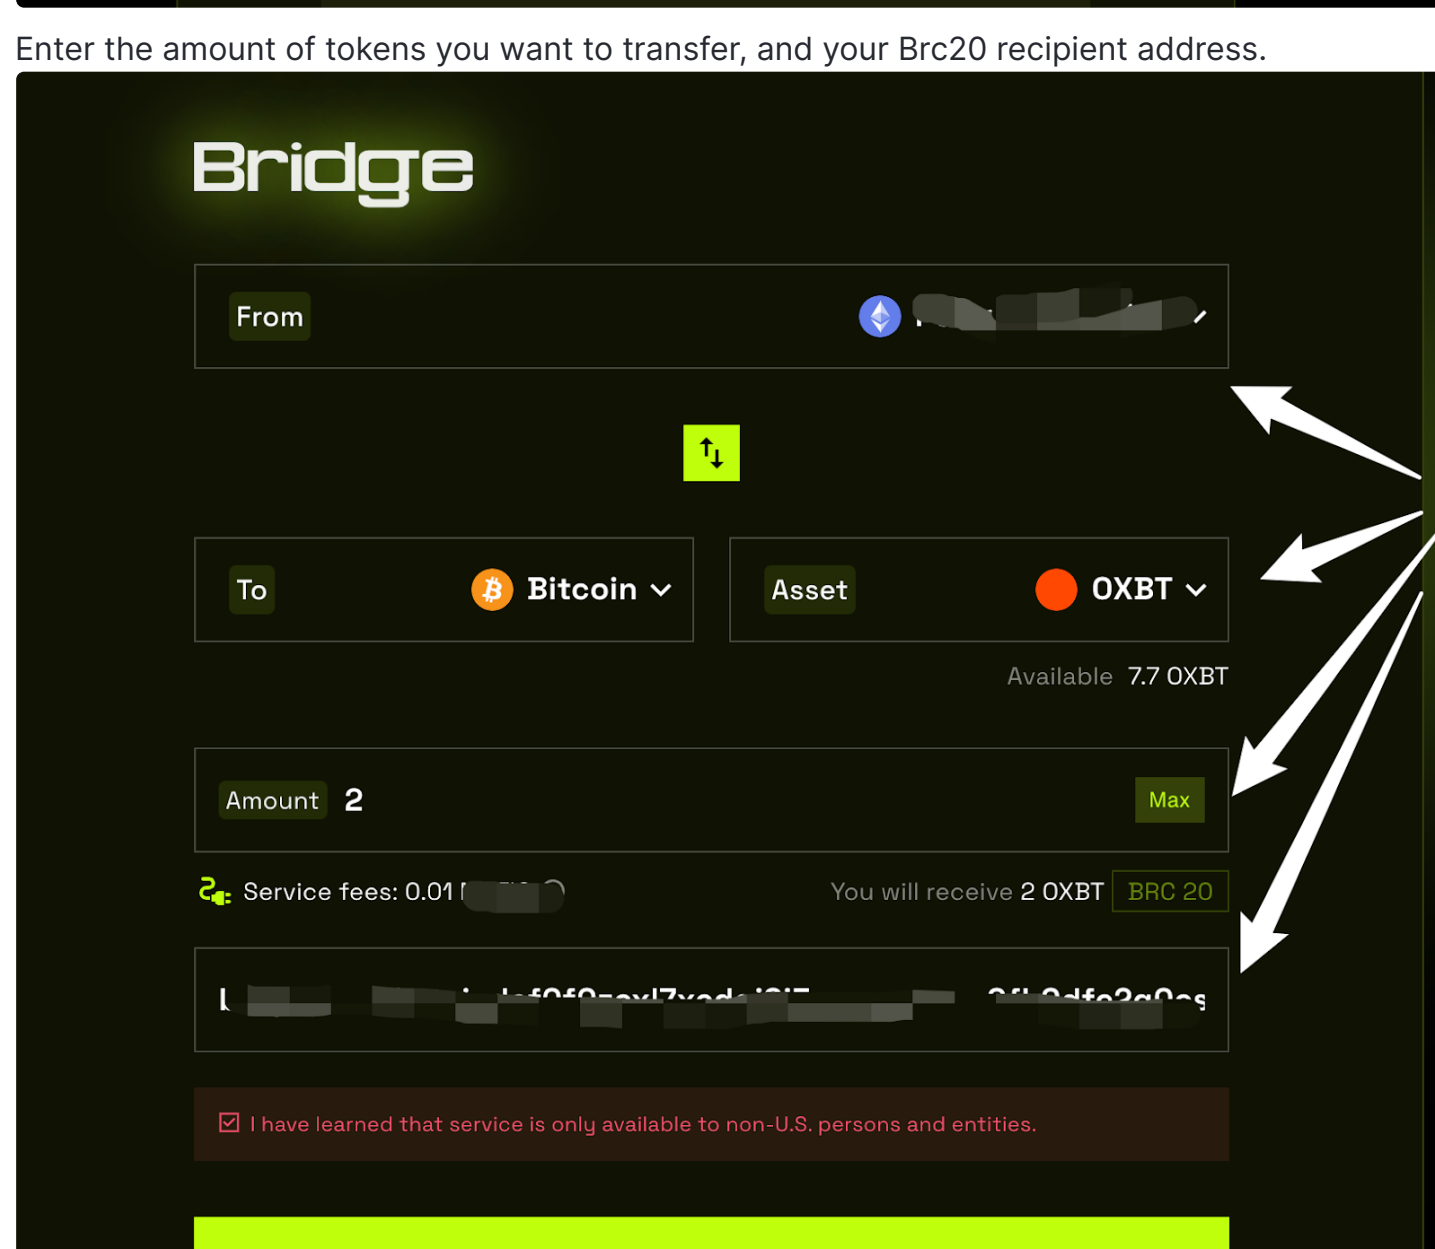 Enter the amount of tokens you want to transfer, and your Brc20 recipient address.
Bridge
From
To Bitcoin Asset OXBT
Available 7.7 OXBT
Amount 2 Max
Service fees: 0.01 You will receive 2 OXBT BRC 20
I have learned that service is only available to non-U.S. persons and entities.